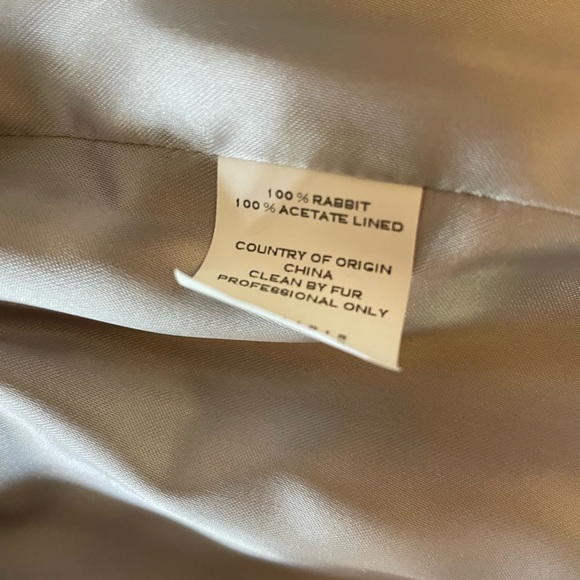 100% RABBIT
100% ACETATE LINED
COUNTRY OF ORIGIN
CHINA
CLEAN BY FUR
PROFESSIONAL ONLY